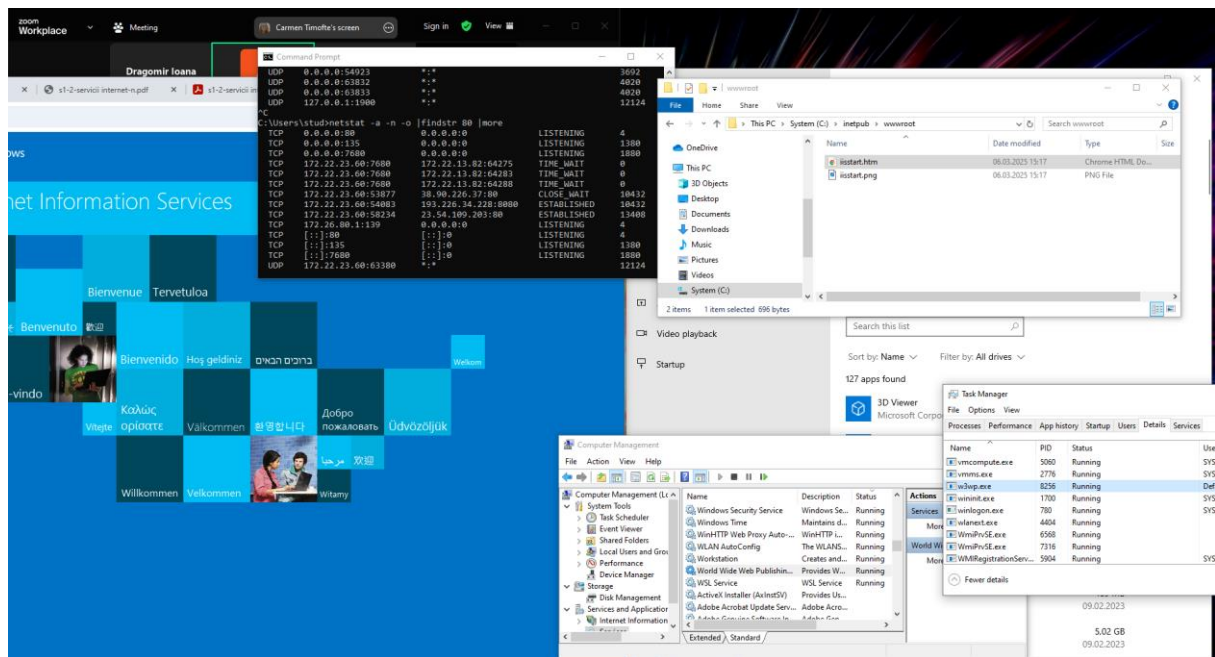 zoom
Workplace
Meeting
Carmen Timofte's screen
Sign in
View
Dragomir Ioana
s1-2-servicii internet-n.pdf
s1-2-servicii in
ows
net Information Services
Bienvenue
Tervetuloa
Benvenuto
歡迎
Bienvenido
Hoş geldiniz
ברוכים הבאים
Welkom
-vindo
Vítejte
Καλώς
ορίσατε
Välkommen
환영합니다
Добро
пожаловать
Üdvözöljük
مرحبا
欢迎
Willkommen
Velkommen
Witamy
Command Prompt
UDP 0.0.0.0:54923 *:* 3692
UDP 0.0.0.0:63832 *:* 4020
UDP 0.0.0.0:63833 *:* 4020
UDP 127.0.0.1:1900 *:* 12124
^C
C:\Users\stud>netstat -a -n -o |findstr 80 |more
TCP 0.0.0.0:80 0.0.0.0:0 LISTENING 4
TCP 0.0.0.0:135 0.0.0.0:0 LISTENING 1380
TCP 0.0.0.0:7680 0.0.0.0:0 LISTENING 1880
TCP 172.22.23.60:7680 172.22.13.82:64275 TIME_WAIT 0
TCP 172.22.23.60:7680 172.22.13.82:64283 TIME_WAIT 0
TCP 172.22.23.60:7680 172.22.13.82:64288 TIME_WAIT 0
TCP 172.22.23.60:53877 38.90.226.37:80 CLOSE_WAIT 10432
TCP 172.22.23.60:54083 193.226.34.228:8080 ESTABLISHED 10432
TCP 172.22.23.60:58234 23.54.109.203:80 ESTABLISHED 13408
TCP 172.26.80.1:139 0.0.0.0:0 LISTENING 4
TCP [::]:80 [::]:0 LISTENING 4
TCP [::]:135 [::]:0 LISTENING 1380
TCP [::]:7680 [::]:0 LISTENING 1880
UDP 172.22.23.60:63380 *:* 12124
wwwroot
File Home Share View
This PC > System (C:) > inetpub > wwwroot
Search wwwroot
Name Date modified Type Size
OneDrive
This PC
3D Objects
Desktop
Documents
Downloads
Music
Pictures
Videos
System (C:)
iisstart.htm 06.03.2025 15:17 Chrome HTML Do...
iisstart.png 06.03.2025 15:17 PNG File
2 items 1 item selected 696 bytes
Video playback
Startup
Search this list
Sort by: Name Filter by: All drives
127 apps found
3D Viewer
Microsoft Corpo
Computer Management
File Action View Help
Computer Management (Lc
System Tools
Task Scheduler
Event Viewer
Shared Folders
Local Users and Grou
Performance
Device Manager
Storage
Disk Management
Services and Application
Internet Information
Name Description Status
Windows Security Service Windows Se... Running
Windows Time Maintains d... Running
WinHTTP Web Proxy Auto-... WinHTTP i... Running
WLAN AutoConfig The WLANS... Running
Workstation Creates and... Running
World Wide Web Publishin... Provides W... Running
WSL Service WSL Service Running
ActiveX Installer (AxInstSV) Provides Us...
Adobe Acrobat Update Serv... Adobe Acro...
Extended Standard
Actions
Services
More
World Wi
More
Task Manager
File Options View
Processes Performance App history Startup Users Details Services
Name PID Status Use
vmcompute.exe 5060 Running SYS
vmms.exe 2776 Running SYS
w3wp.exe 8256 Running Def
wininit.exe 1700 Running SYS
winlogon.exe 780 Running SYS
wlanext.exe 4404 Running
WmiPrvSE.exe 6568 Running
WmiPrvSE.exe 7316 Running
WMIRegistrationServ... 5904 Running SYS
Fewer details
09.02.2023
5.02 GB
09.02.2023